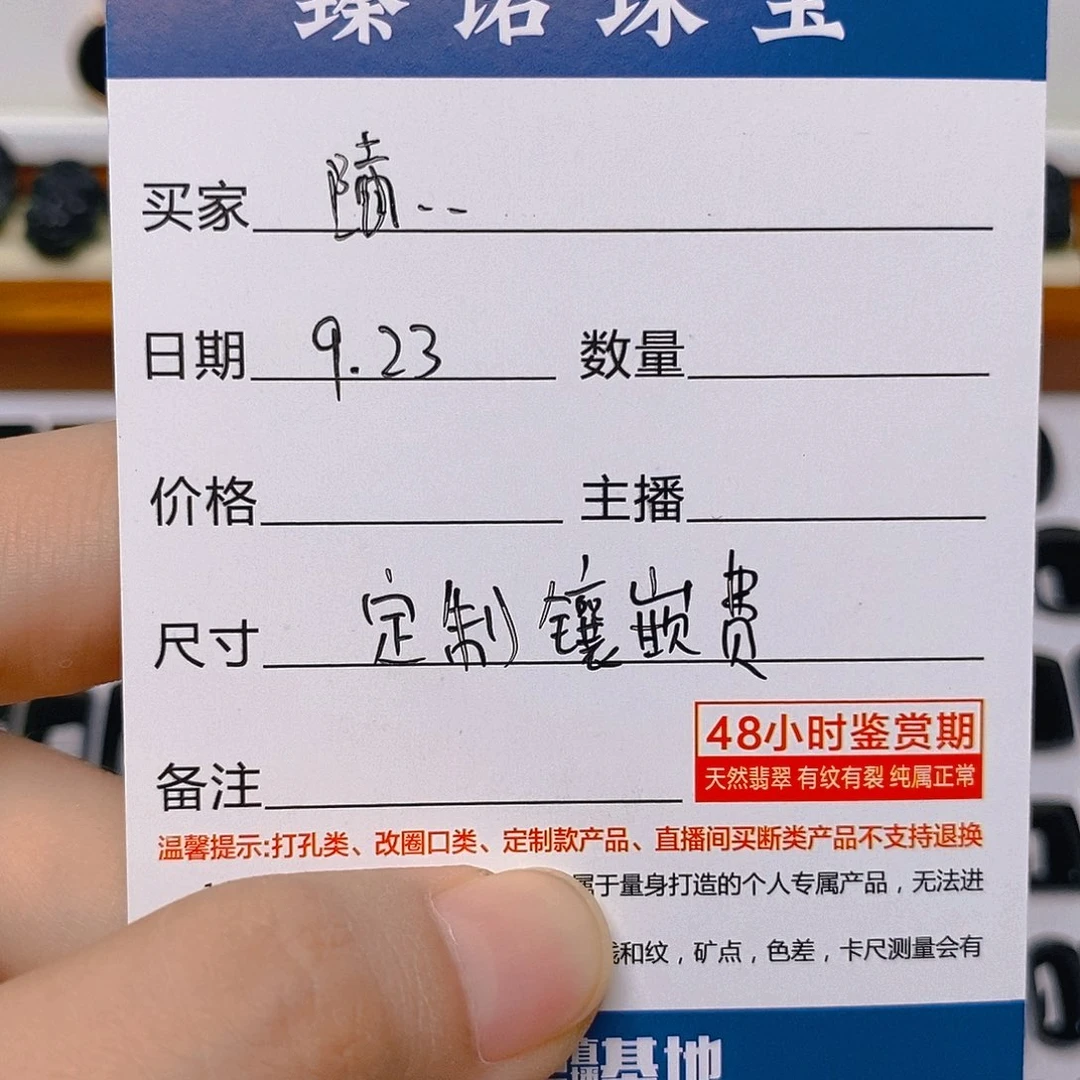 臻诺珠宝
买家
日期 9.23 数量
价格 主播
尺寸 定制镶嵌费
48小时鉴赏期
天然翡翠 有纹有裂 纯属正常
备注
温馨提示:打孔类、改圈口类、定制款产品、直播间买断类产品不支持退换
属于量身打造的个人专属产品，无法进
和纹，矿点，色差，卡尺测量会有
基地